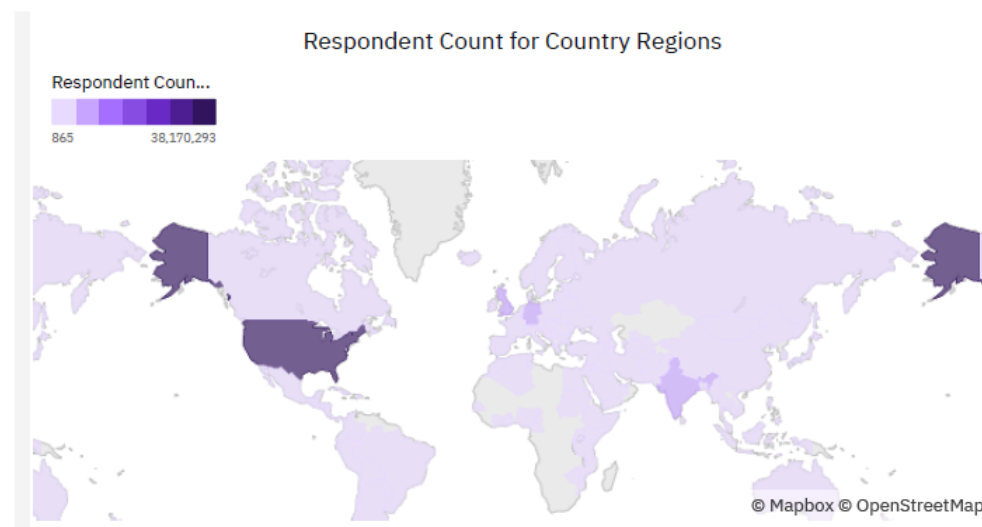 Respondent Count for Country Regions
Respondent Coun...
865 38,170,293
© Mapbox © OpenStreetMap